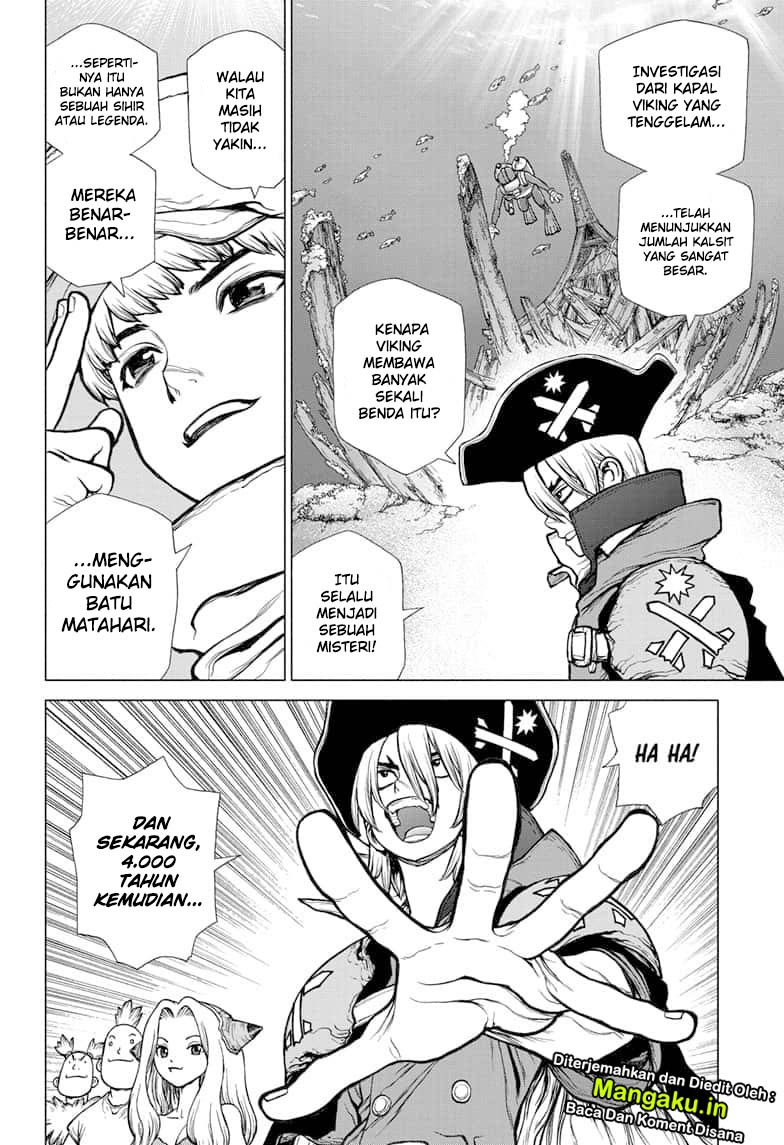 INVESTIGASI
DARI KAPAL
VIKING YANG
TENGGELAM...
...TELAH
MENUNJUKKAN
JUMLAH KALSIT
YANG SANGAT
BESAR.
KENAPA
VIKING
MEMBAWA
BANYAK
SEKALI
BENDA ITU?
ITU
SELALU
MENJADI
SEBUAH
MISTERI!
WALAU
KITA
MASIH
TIDAK
YAKIN...
...SEPERTI-
NYA ITU
BUKAN HANYA
SEBUAH SIHIR
ATAU LEGENDA.
MEREKA
BENAR-
BENAR...
...MENG-
GUNAKAN
BATU
MATAHARI.
HA HA!
DAN
SEKARANG,
4.000
TAHUN
KEMUDIAN...
Diterjemahkan dan Diedit Oleh :
Mangaku.in
Baca Dan Koment Disana